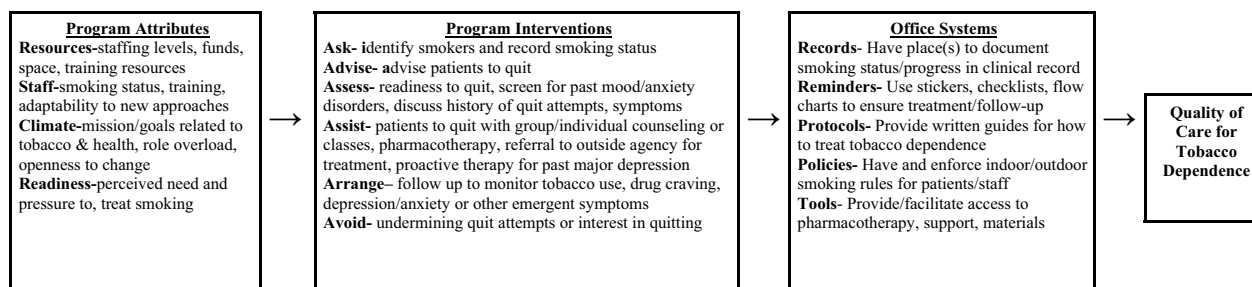 Program Attributes
Resources-staffing levels, funds,
space, training resources
Staff-smoking status, training,
adaptability to new approaches
Climate-mission/goals related to
tobacco & health, role overload,
openness to change
Readiness-perceived need and
pressure to, treat smoking
→
Program Interventions
Ask- identify smokers and record smoking status
Advise- advise patients to quit
Assess- readiness to quit, screen for past mood/anxiety
disorders, discuss history of quit attempts, symptoms
Assist- patients to quit with group/individual counseling or
classes, pharmacotherapy, referral to outside agency for
treatment, proactive therapy for past major depression
Arrange– follow up to monitor tobacco use, drug craving,
depression/anxiety or other emergent symptoms
Avoid- undermining quit attempts or interest in quitting
→
Office Systems
Records- Have place(s) to document
smoking status/progress in clinical record
Reminders- Use stickers, checklists, flow
charts to ensure treatment/follow-up
Protocols- Provide written guides for how
to treat tobacco dependence
Policies- Have and enforce indoor/outdoor
smoking rules for patients/staff
Tools- Provide/facilitate access to
pharmacotherapy, support, materials
→
Quality of
Care for
Tobacco
Dependence